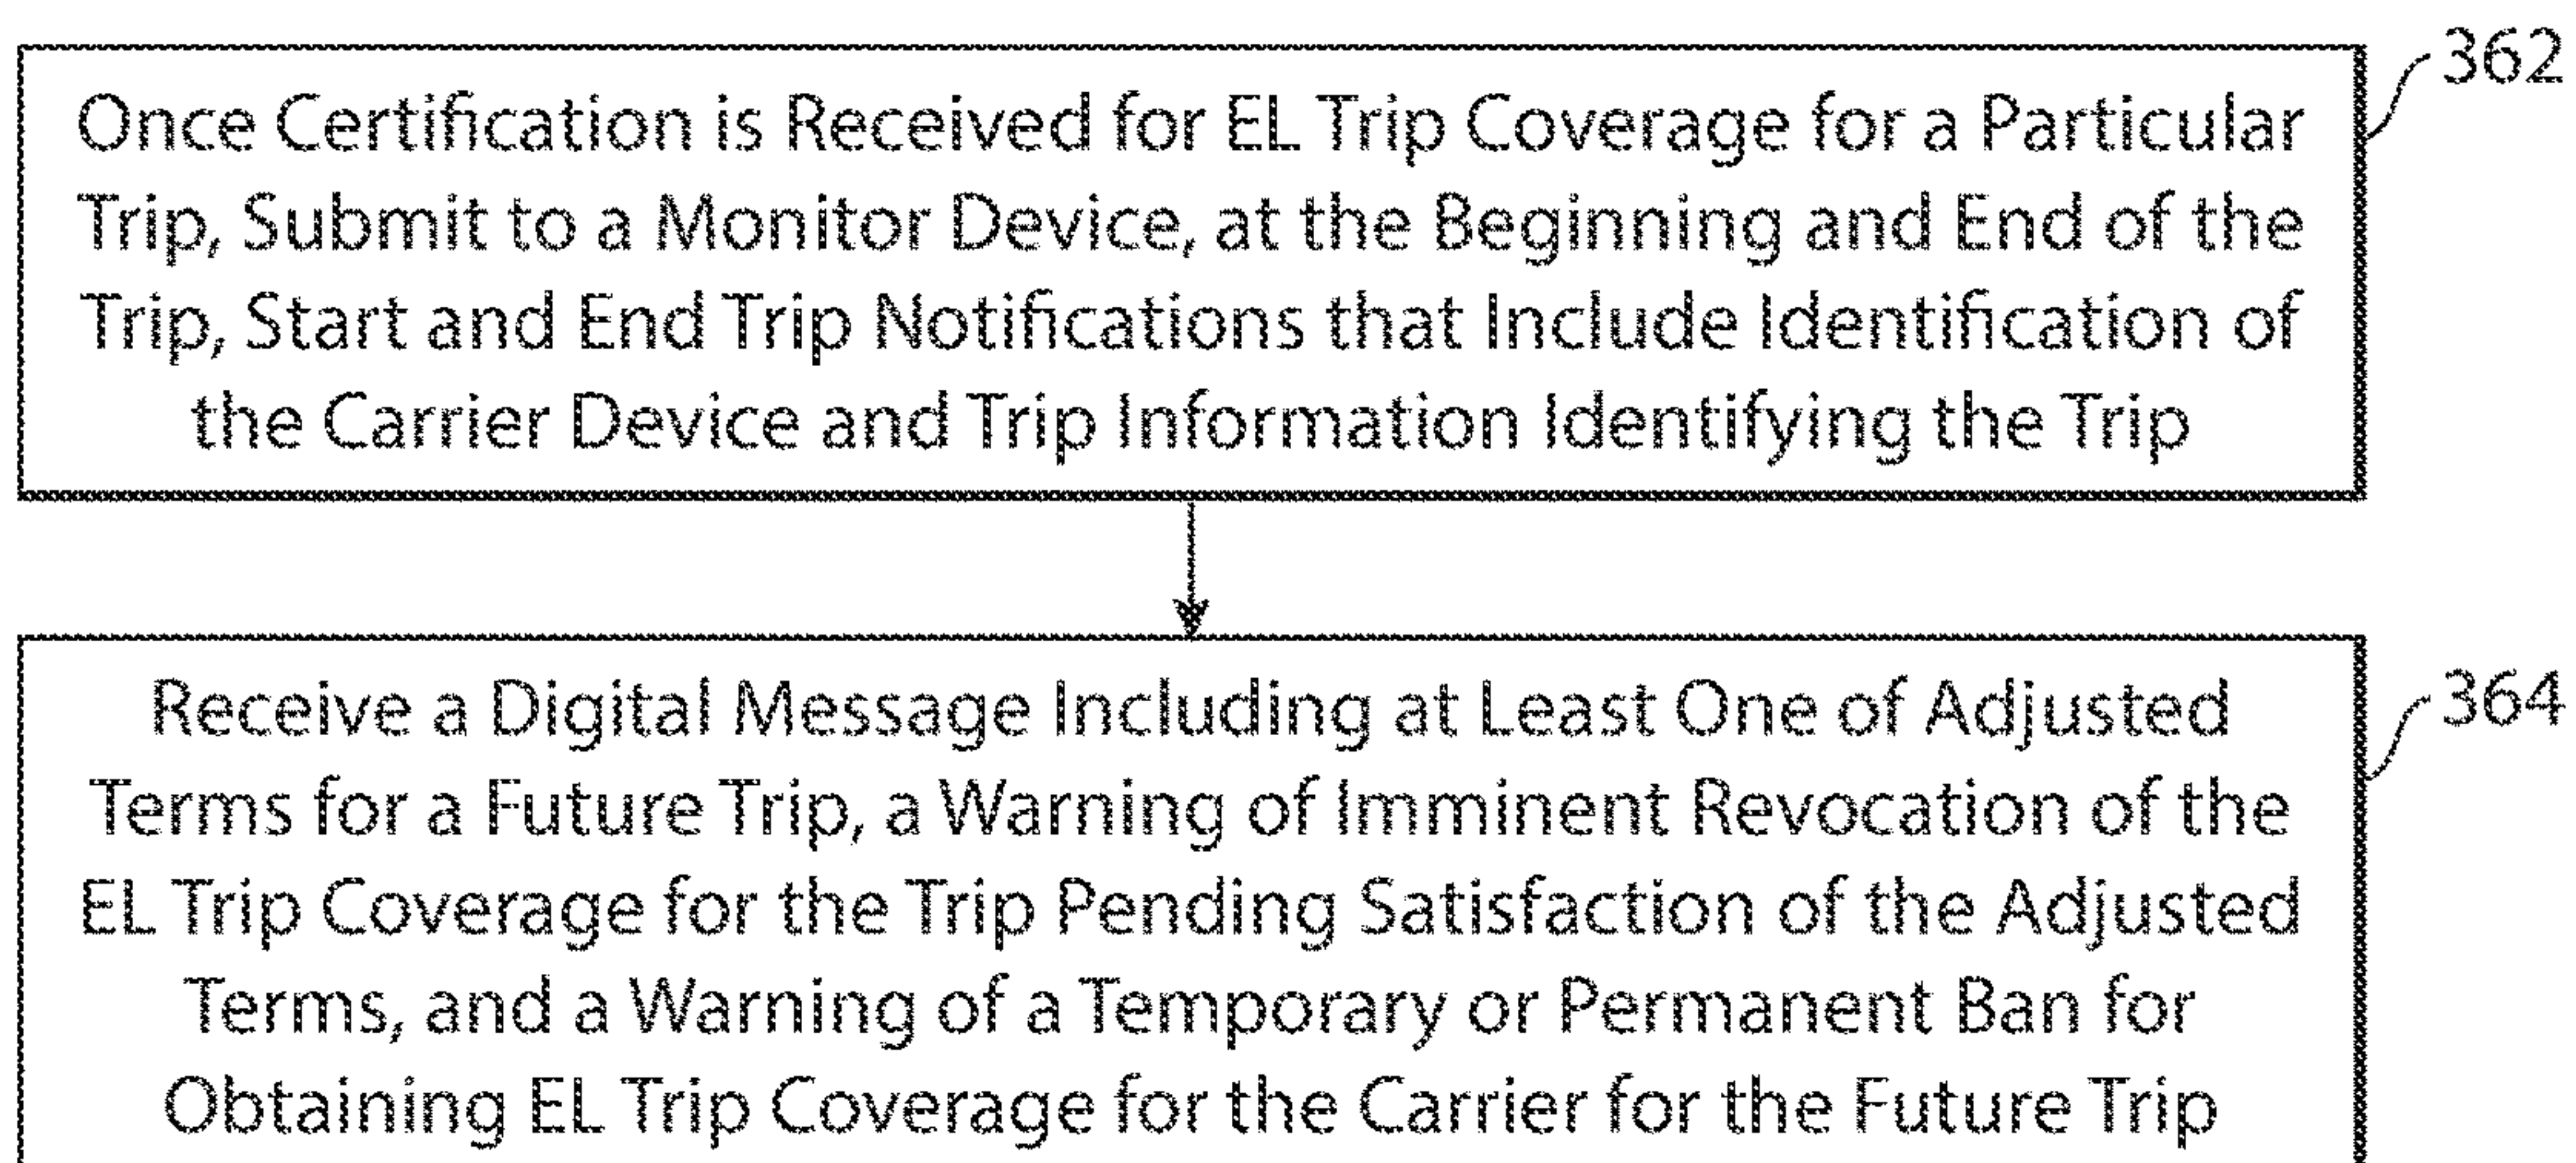 362
Once Certification is Received for EL Trip Coverage for a Particular
Trip, Submit to a Monitor Device, at the Beginning and End of the
Trip, Start and End Trip Notifications that Include Identification of
the Carrier Device and Trip Information Identifying the Trip
364
Receive a Digital Message Including at Least One of Adjusted
Terms for a Future Trip, a Warning of Imminent Revocation of the
EL Trip Coverage for the Trip Pending Satisfaction of the Adjusted
Terms, and a Warning of a Temporary or Permanent Ban for
Obtaining EL Trip Coverage for the Carrier for the Future Trip